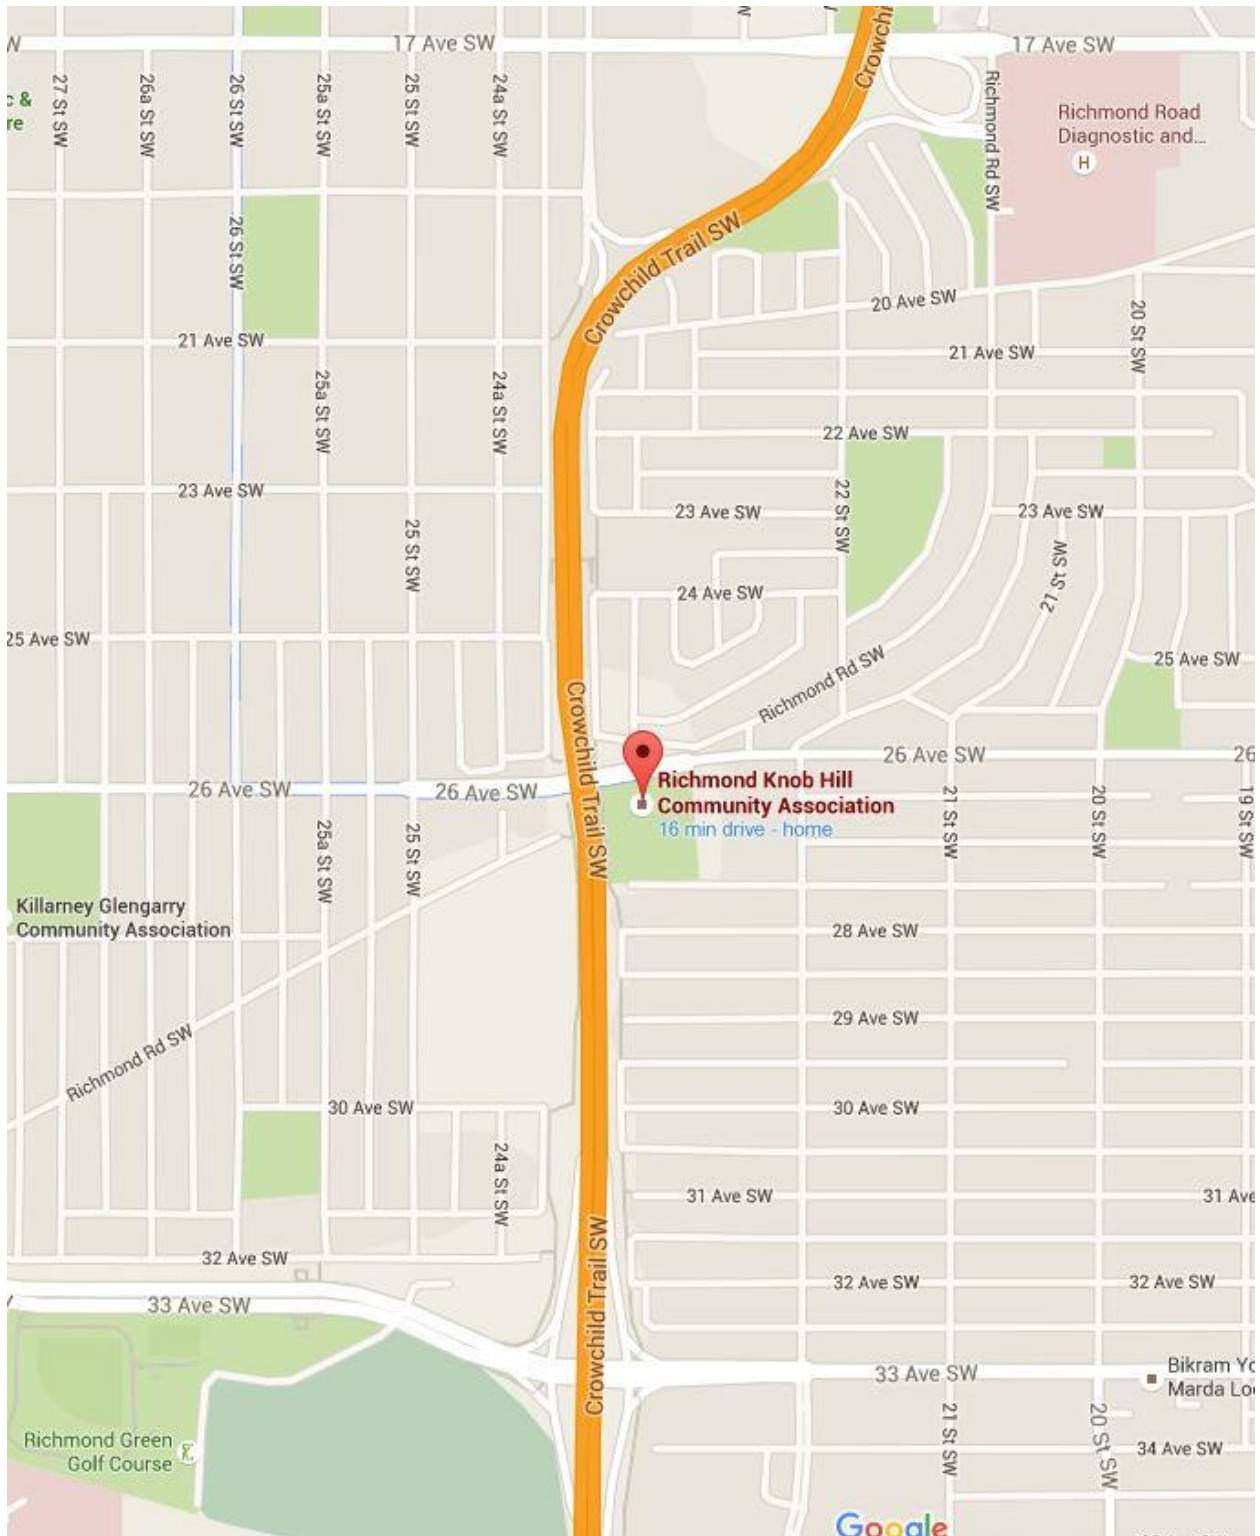 17 Ave SW
17 Ave SW
Crowchi
27 St SW
26a St SW
26 St SW
25a St SW
25 St SW
24a St SW
Richmond Rd SW
Richmond Road
Diagnostic and...
H
c &
re
26 St SW
Crowchild Trail SW
20 Ave SW
20 St SW
21 Ave SW
21 Ave SW
25a St SW
24a St SW
22 Ave SW
23 Ave SW
22 St SW
23 Ave SW
23 Ave SW
25 St SW
21 St SW
24 Ave SW
25 Ave SW
25 Ave SW
Richmond Rd SW
Crowchild Trail SW
26 Ave SW
26
26 Ave SW
26 Ave SW
Richmond Knob Hill
Community Association
16 min drive - home
25a St SW
25 St SW
21 St SW
20 St SW
19 St SW
Killarney Glengarry
Community Association
28 Ave SW
29 Ave SW
Richmond Rd SW
30 Ave SW
30 Ave SW
24a St SW
31 Ave SW
31 Ave
32 Ave SW
32 Ave SW
32 Ave SW
33 Ave SW
Crowchild Trail SW
33 Ave SW
Bikram Yo
Marda Loo
21 St SW
20 St SW
34 Ave SW
Richmond Green
Golf Course
Google